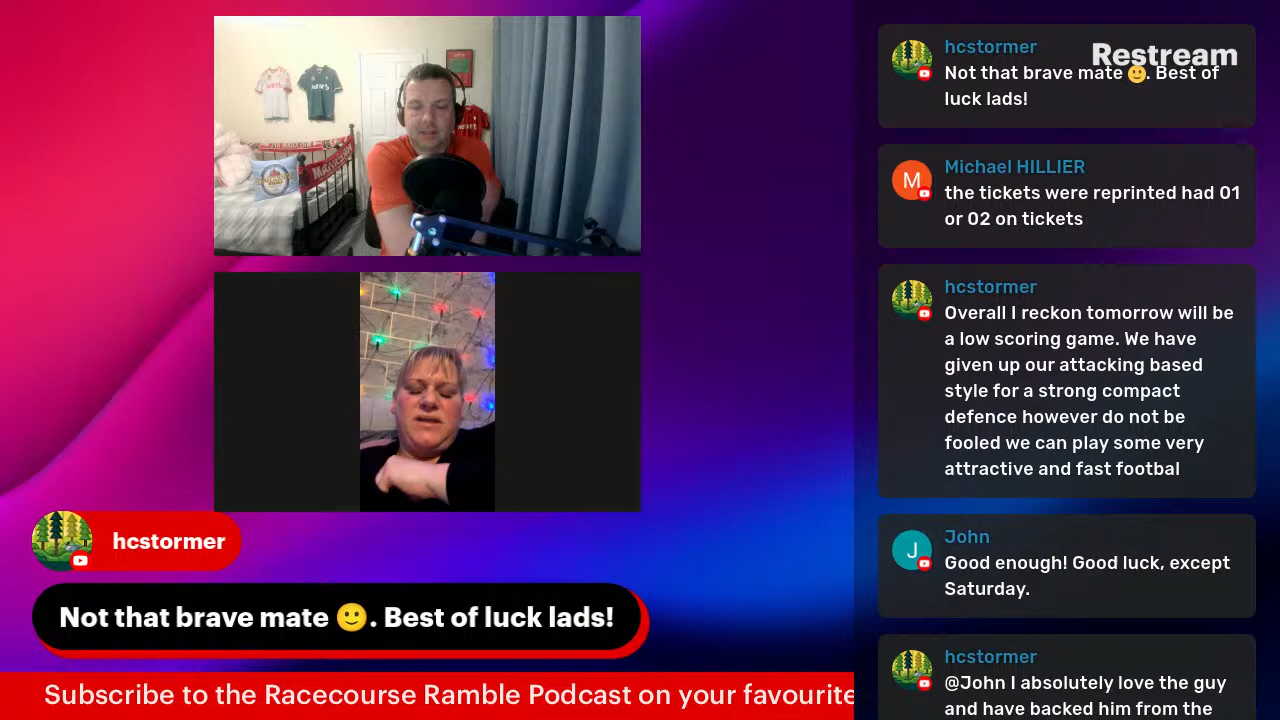 hcstormer
Restream
Not that brave mate 🙂. Best of
luck lads!
M
Michael HILLIER
the tickets were reprinted had 01
or 02 on tickets
hcstormer
Overall I reckon tomorrow will be
a low scoring game. We have
given up our attacking based
style for a strong compact
defence however do not be
fooled we can play some very
attractive and fast footbal
J
John
Good enough! Good luck, except
Saturday.
hcstormer
@John I absolutely love the guy
and have backed him from the
hcstormer
Not that brave mate 🙂. Best of luck lads!
Subscribe to the Racecourse Ramble Podcast on your favourite